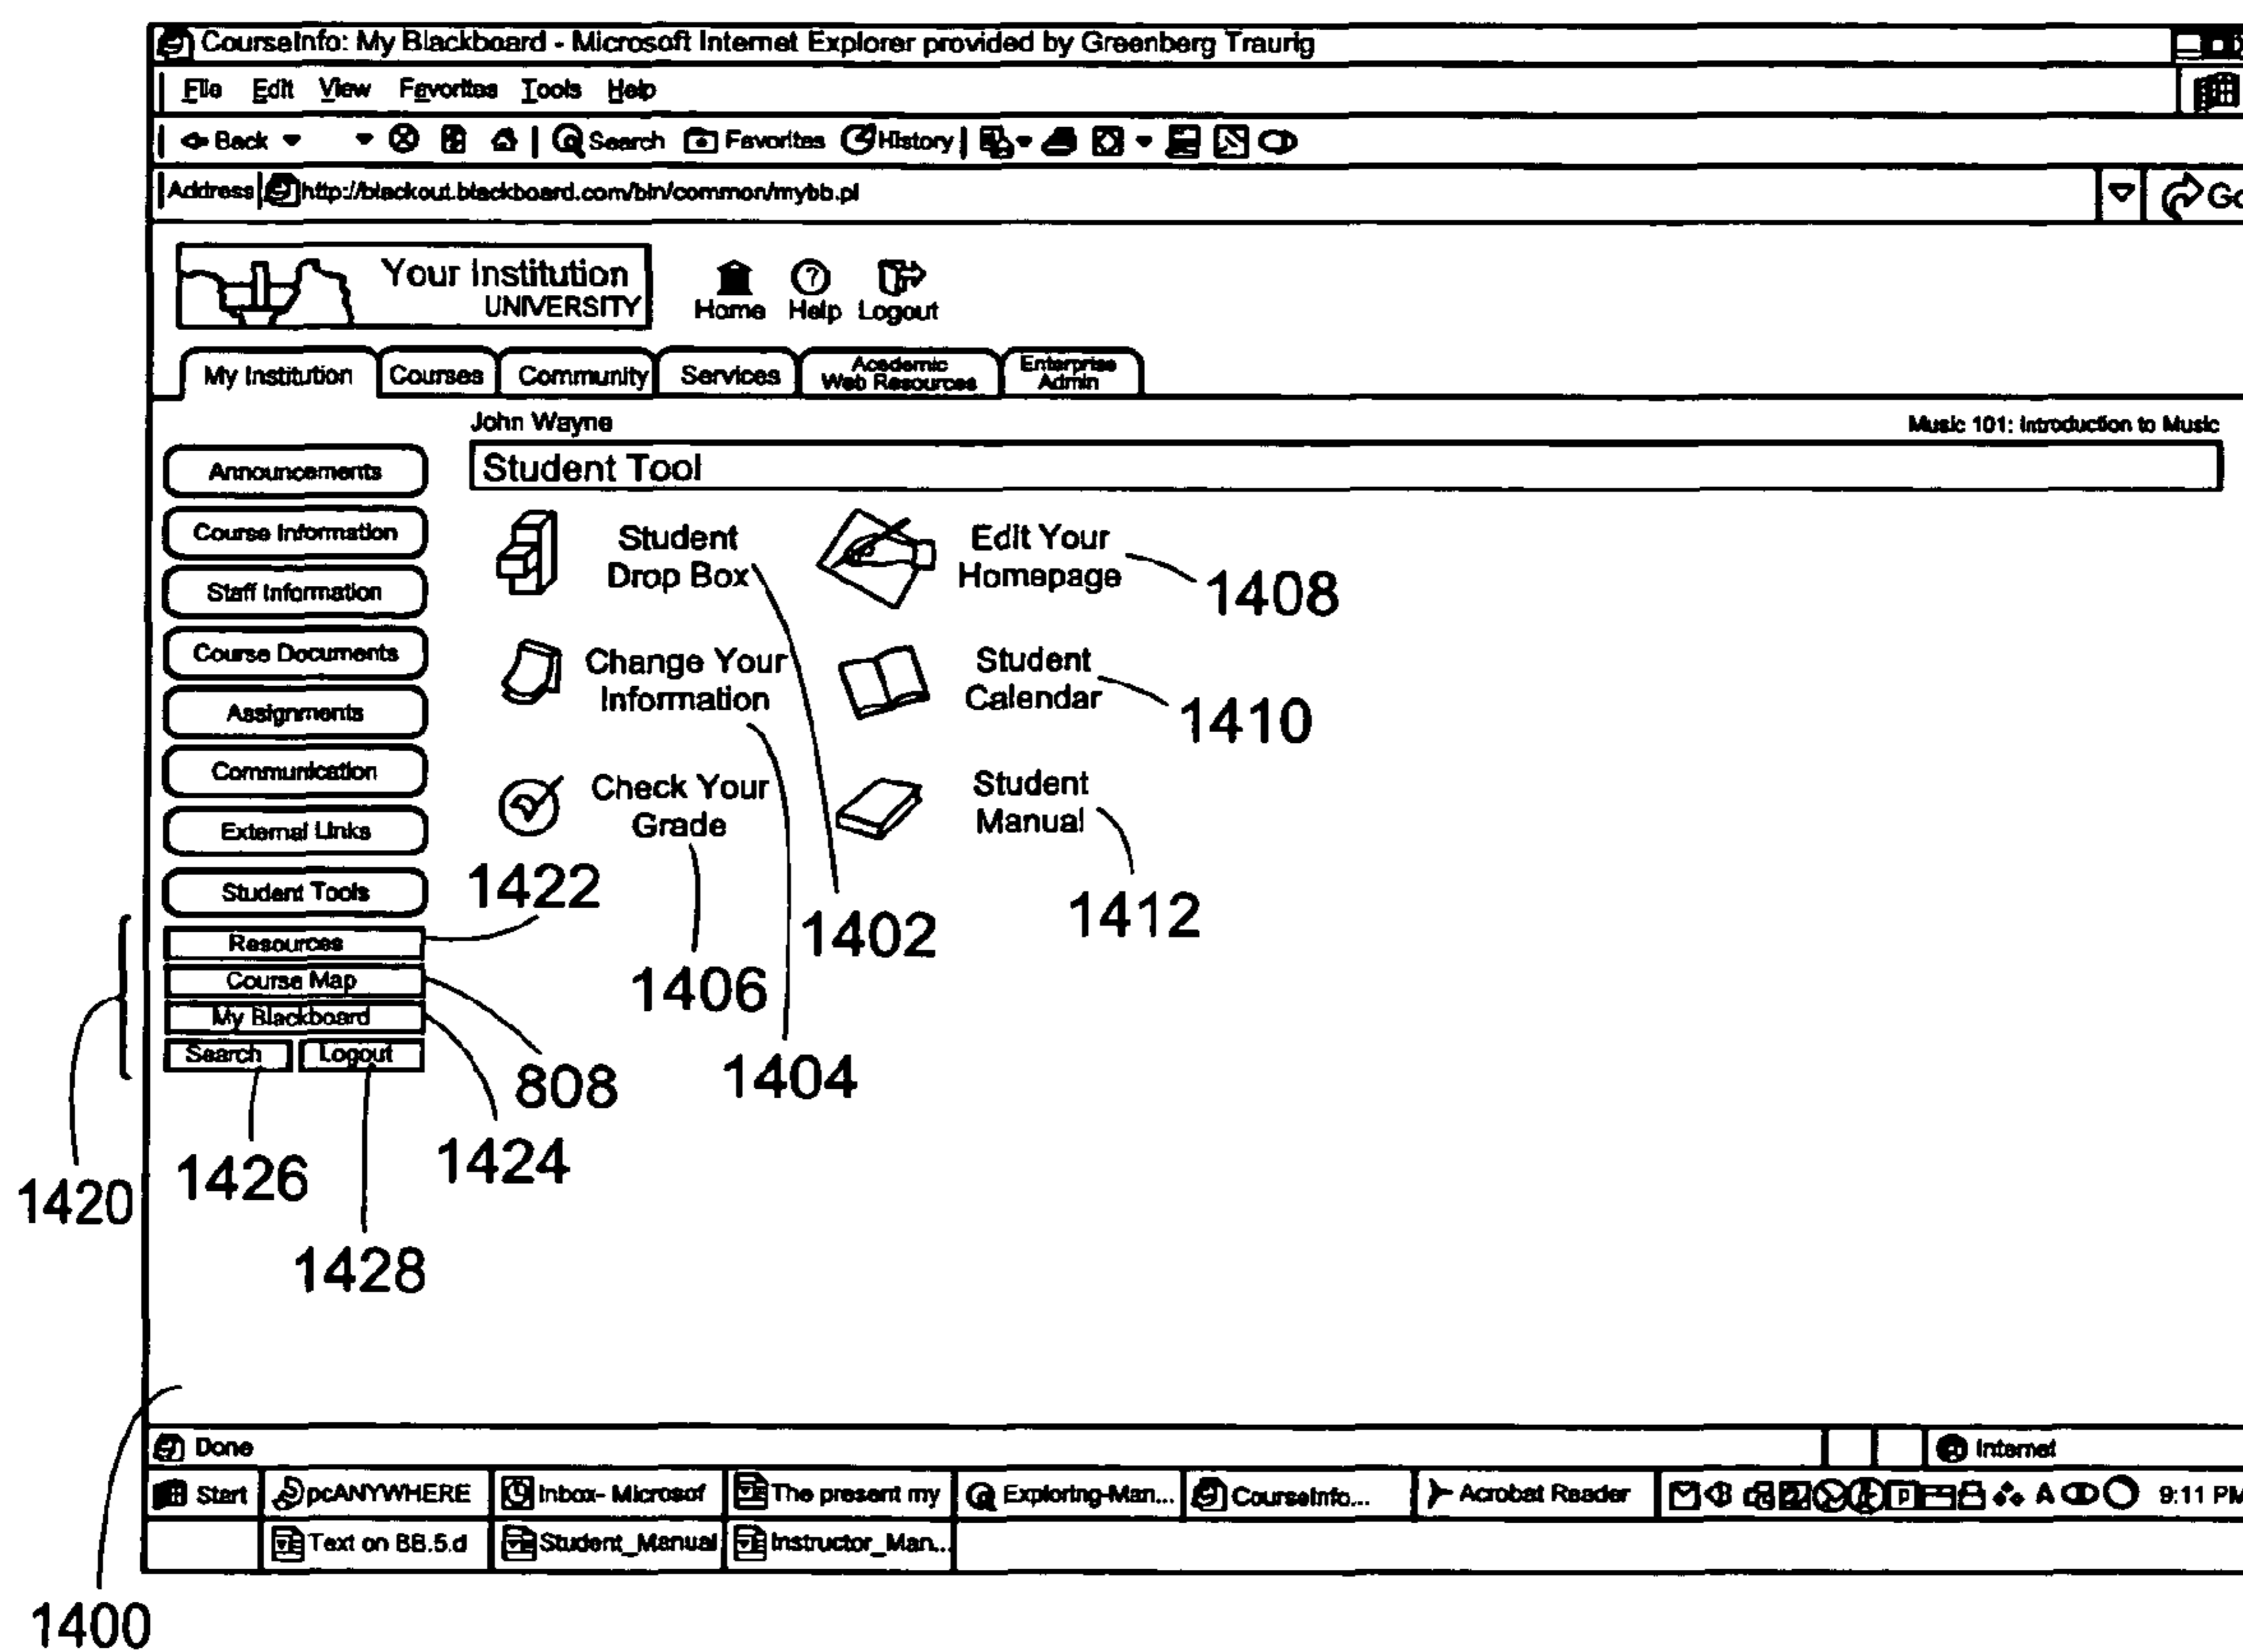 CourseInfo: My Blackboard - Microsoft Internet Explorer provided by Greenberg Traurig
File Edit View Favorites Tools Help
Back Search Favorites History
Address http://blackout.blackboard.com/bin/common/mybb.pl Go
Your Institution
UNIVERSITY
Home Help Logout
My Institution Courses Community Services Academic Web Resources Enterprise Admin
John Wayne Music 101: Introduction to Music
Student Tool
Announcements
Course Information
Staff Information
Course Documents
Assignments
Communication
External Links
Student Tools
Resources
Course Map
My Blackboard
Search Logout
Student
Drop Box
Edit Your
Homepage
1408
Change Your
Information
Student
Calendar
1410
Check Your
Grade
Student
Manual
1422
1402
1412
1406
1404
808
1424
1426
1420
1428
Done Internet
Start pcANYWHERE Inbox- Microsof The present my Exploring-Man... CourseInfo... Acrobat Reader P A 9:11 PM
Text on BB.5.d Student_Manual Instructor_Man...
1400